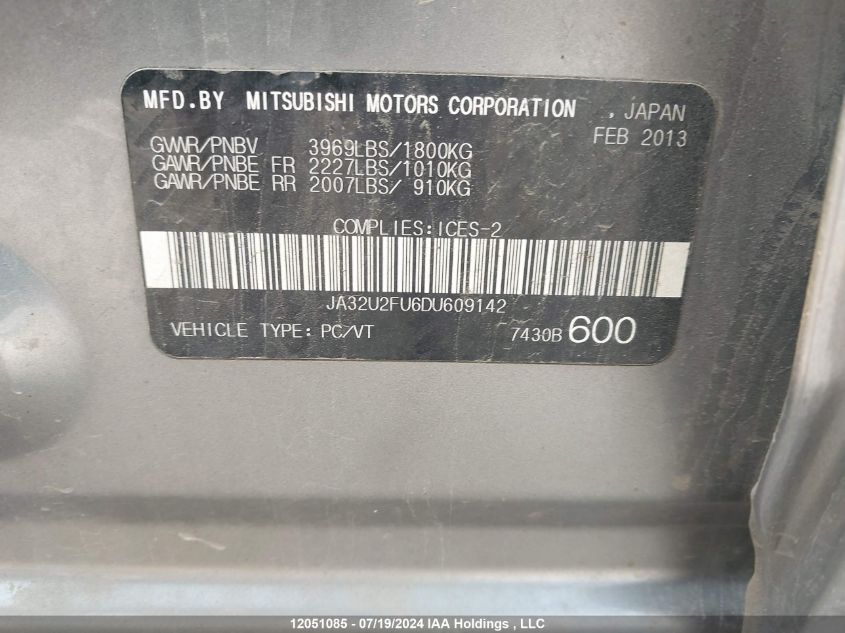 MFD.BY MITSUBISHI MOTORS CORPORATION , JAPAN
FEB 2013
GVWR/PNBV 3969LBS/1800KG
GAWR/PNBE FR 2227LBS/1010KG
GAWR/PNBE RR 2007LBS/ 910KG
COMPLIES:ICES-2
JA32U2FU6DU609142
VEHICLE TYPE: PC/VT 7430B 600
12051085 - 07/19/2024 IAA Holdings , LLC